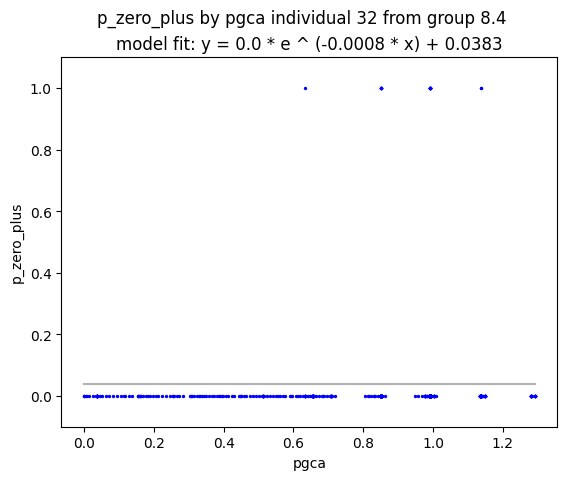 p_zero_plus by pgca individual 32 from group 8.4
model fit: y = 0.0 * e ^ (-0.0008 * x) + 0.0383
1.0
0.8
0.6
0.4
0.2
0.0
p_zero_plus
0.0 0.2 0.4 0.6 0.8 1.0 1.2
pgca